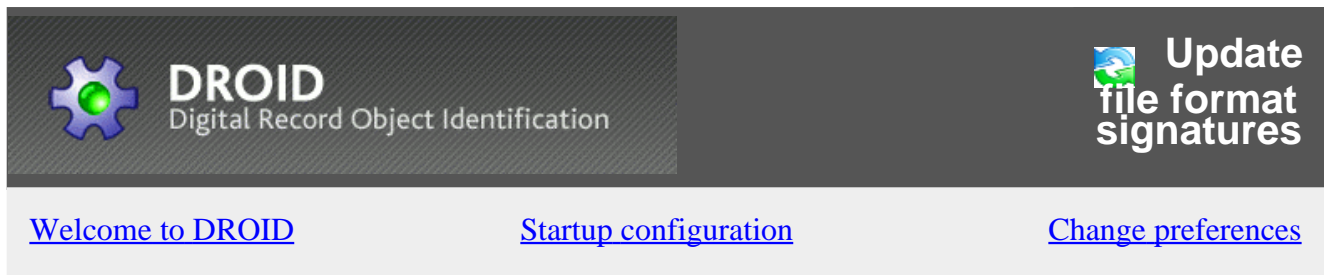 DROID
Digital Record Object Identification
Update
file format
signatures
Welcome to DROID Startup configuration Change preferences